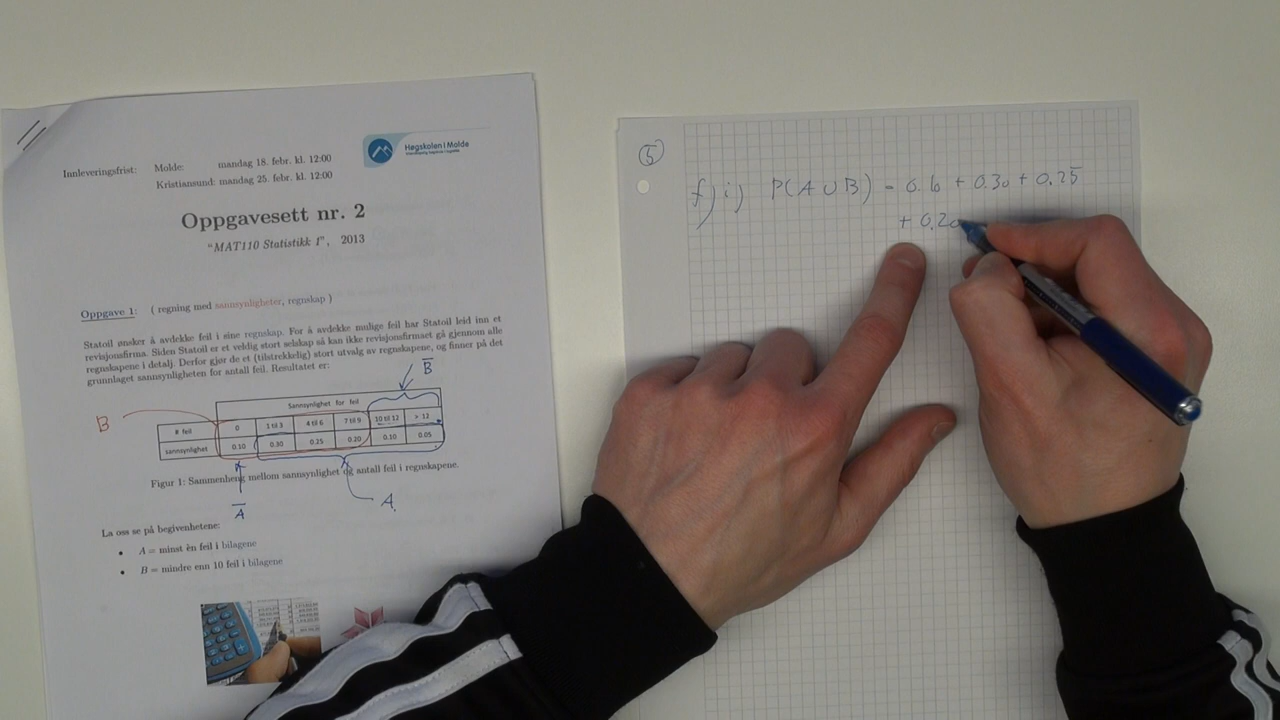 Innleveringsfrist: Molde: mandag 18. febr. kl. 12:00
Kristiansund: mandag 25. febr. kl. 12:00
Høgskolen i Molde
Oppgavesett nr. 2
"MAT110 Statistikk 1", 2013
Oppgave 1: ( regning med sannsynligheter, regnskap )
Statoil ønsker å avdekke feil i sine regnskap. For å avdekke mulige feil har Statoil leid inn et
revisjonsfirma. Siden Statoil er et veldig stort selskap så kan ikke revisjonsfirmaet gå gjennom alle
regnskapene i detalj. Derfor gjør de et (tilstrekkelig) stort utvalg av regnskapene, og finner på det
grunnlaget sannsynligheten for antall feil. Resultatet er:
B̅
B
Sannsynlighet for feil
# feil 0 1 til 3 4 til 6 7 til 9 10 til 12 > 12
sannsynlighet 0.10 0.30 0.25 0.20 0.10 0.05
Figur 1: Sammenheng mellom sannsynlighet og antall feil i regnskapene.
A̅
A
La oss se på begivenhetene:
• A = minst èn feil i bilagene
• B = mindre enn 10 feil i bilagene
5
f) i) P(A ∪ B) = 0.10 + 0.30 + 0.25
+ 0.20